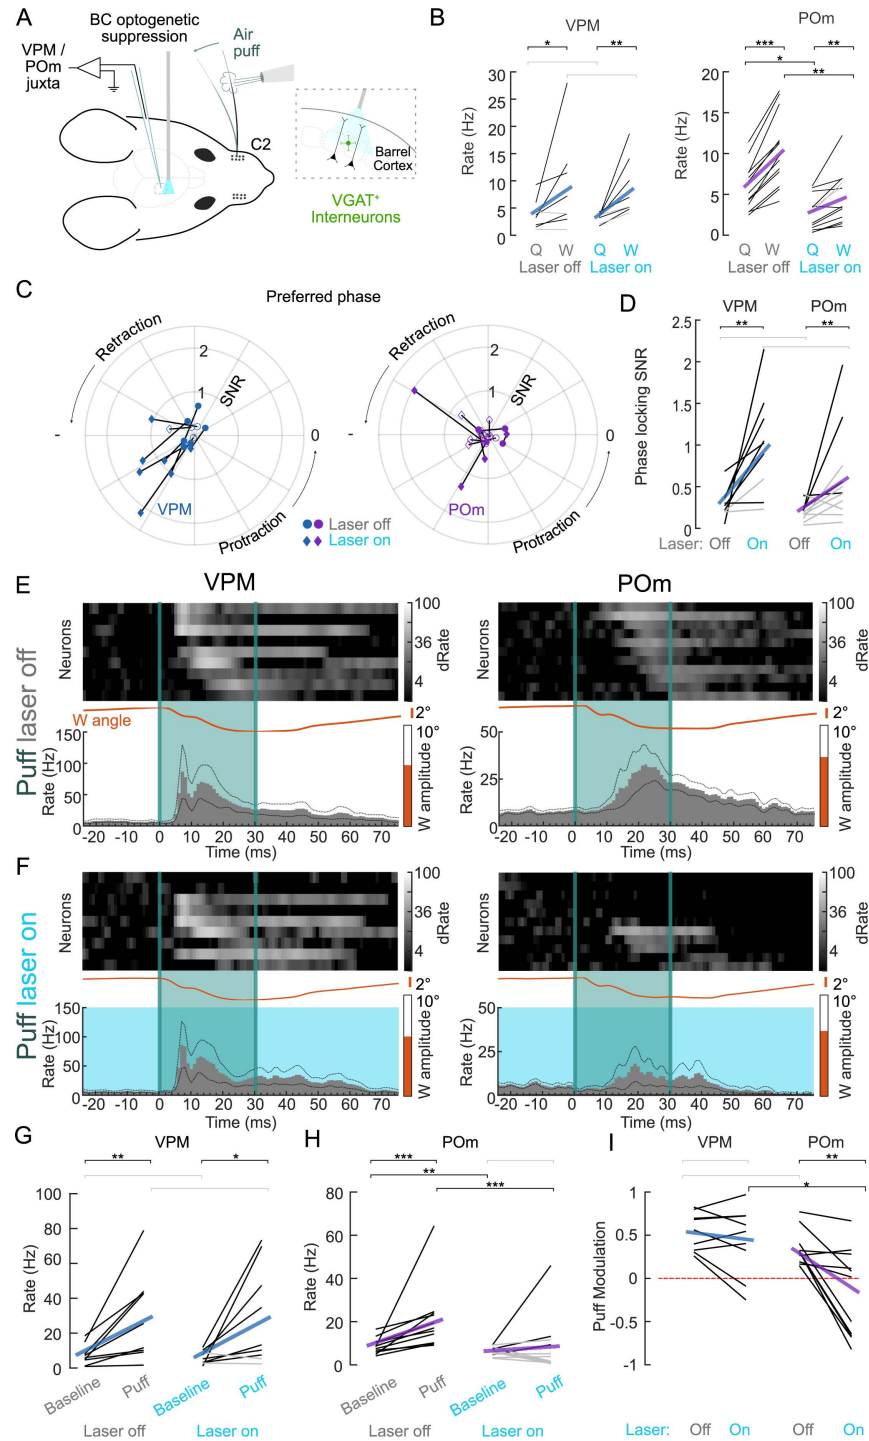 A
BC optogenetic
suppression
VPM /
POm
juxta
Air
puff
C2
Barrel
Cortex
VGAT+
Interneurons
B
VPM
POm
* **
*** **
*
**
Rate (Hz)
30
25
20
15
10
5
0
Q W Q W
Laser off Laser on
Rate (Hz)
20
15
10
5
0
Q W Q W
Laser off Laser on
C
Preferred phase
Retraction
2
1
SNR
-
0
VPM
Protraction
Retraction
2
1
SNR
-
0
POm
Protraction
Laser off
Laser on
D
VPM POm
** **
Phase locking SNR
2.5
2
1.5
1
0.5
0
Laser: Off On Off On
E
VPM
POm
Puff laser off
Neurons
100
36
4
dRate
W angle
2°
150
100
50
0
Rate (Hz)
10°
0
W amplitude
-20 -10 0 10 20 30 40 50 60 70
Time (ms)
Neurons
100
36
4
dRate
2°
50
25
0
Rate (Hz)
10°
0
W amplitude
-20 -10 0 10 20 30 40 50 60 70
Time (ms)
F
Puff laser on
Neurons
100
36
4
dRate
2°
150
100
50
0
Rate (Hz)
10°
0
W amplitude
-20 -10 0 10 20 30 40 50 60 70
Time (ms)
Neurons
100
36
4
dRate
2°
50
25
0
Rate (Hz)
10°
0
W amplitude
-20 -10 0 10 20 30 40 50 60 70
Time (ms)
G
VPM
** *
Rate (Hz)
100
80
60
40
20
0
Baseline Puff Baseline Puff
Laser off Laser on
H
POm
***
**
***
Rate (Hz)
80
60
40
20
0
Baseline Puff Baseline Puff
Laser off Laser on
I
VPM POm
**
*
Puff Modulation
1
0.5
0
-0.5
-1
Laser: Off On Off On